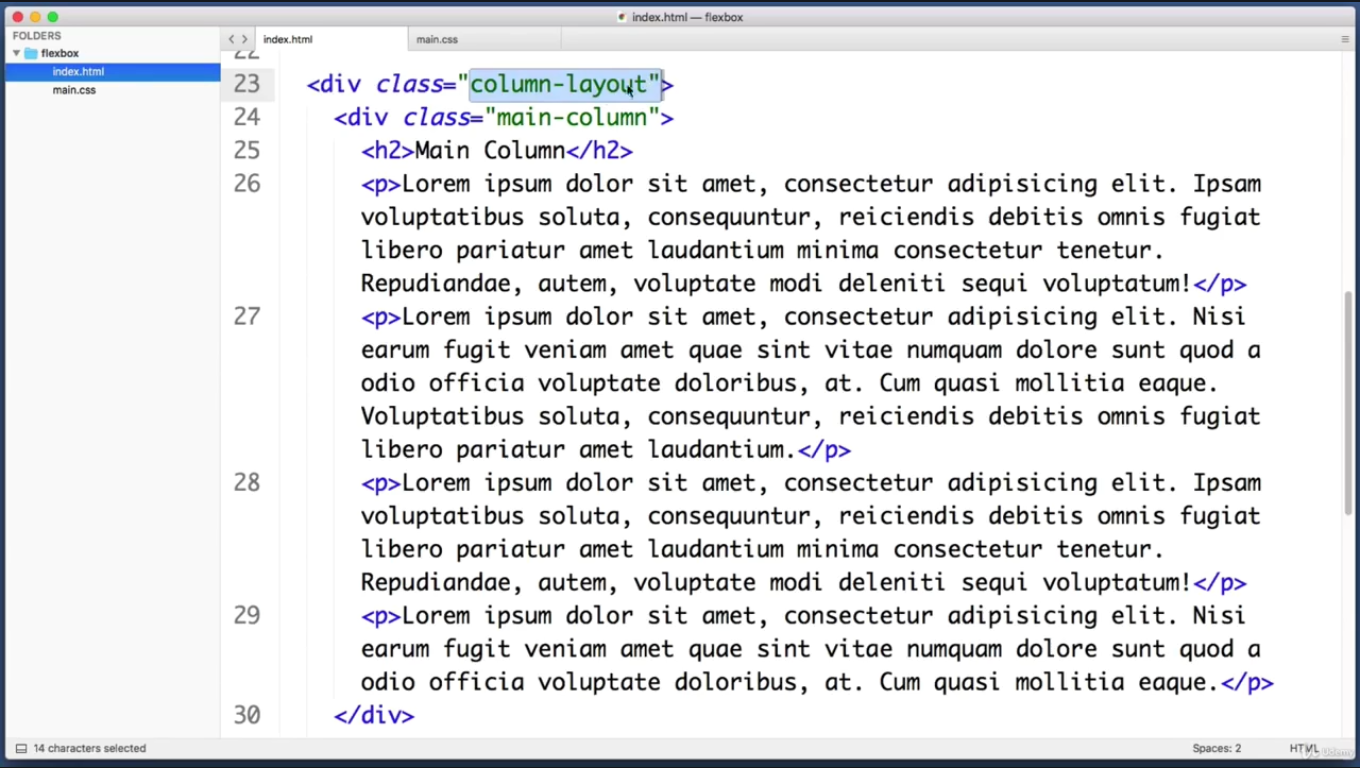 index.html — flexbox
FOLDERS
flexbox
index.html
main.css
index.html
main.css
22
23 <div class="column-layout">
24 <div class="main-column">
25 <h2>Main Column</h2>
26 <p>Lorem ipsum dolor sit amet, consectetur adipisicing elit. Ipsam
voluptatibus soluta, consequuntur, reiciendis debitis omnis fugiat
libero pariatur amet laudantium minima consectetur tenetur.
Repudiandae, autem, voluptate modi deleniti sequi voluptatum!</p>
27 <p>Lorem ipsum dolor sit amet, consectetur adipisicing elit. Nisi
earum fugit veniam amet quae sint vitae numquam dolore sunt quod a
odio officia voluptate doloribus, at. Cum quasi mollitia eaque.
Voluptatibus soluta, consequuntur, reiciendis debitis omnis fugiat
libero pariatur amet laudantium.</p>
28 <p>Lorem ipsum dolor sit amet, consectetur adipisicing elit. Ipsam
voluptatibus soluta, consequuntur, reiciendis debitis omnis fugiat
libero pariatur amet laudantium minima consectetur tenetur.
Repudiandae, autem, voluptate modi deleniti sequi voluptatum!</p>
29 <p>Lorem ipsum dolor sit amet, consectetur adipisicing elit. Nisi
earum fugit veniam amet quae sint vitae numquam dolore sunt quod a
odio officia voluptate doloribus, at. Cum quasi mollitia eaque.</p>
30 </div>
14 characters selected
Spaces: 2
HTML
Udemy